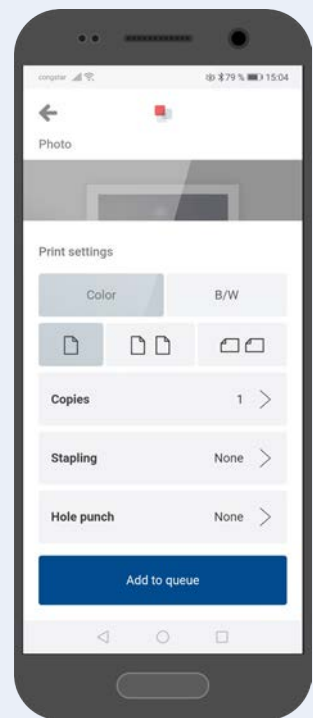 congstar 79 % 15:04
Photo
Print settings
Color B/W
Copies 1
Stapling None
Hole punch None
Add to queue